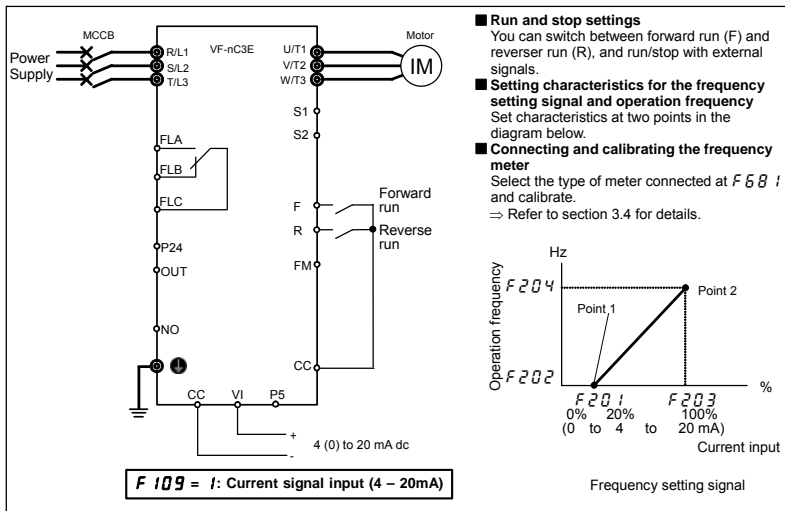 MCCB
Power
Supply
R/L1
S/L2
T/L3
VF-nC3E
U/T1
V/T2
W/T3
Motor
IM
S1
S2
FLA
FLB
FLC
Forward
run
F
R
Reverse
run
P24
OUT
FM
NO
CC
CC
VI
P5
+
4 (0) to 20 mA dc
-
F109 = 1: Current signal input (4 – 20mA)
■ Run and stop settings
You can switch between forward run (F) and
reverser run (R), and run/stop with external
signals.
■ Setting characteristics for the frequency
setting signal and operation frequency
Set characteristics at two points in the
diagram below.
■ Connecting and calibrating the frequency
meter
Select the type of meter connected at F681
and calibrate.
⇒ Refer to section 3.4 for details.
Hz
Operation frequency
F204
Point 2
Point 1
F202
%
F201 F203
0% 20% 100%
(0 to 4 to 20 mA)
Current input
Frequency setting signal